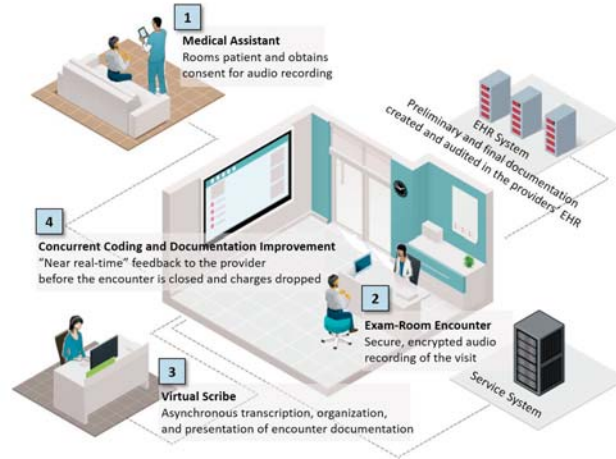 1
Medical Assistant
Rooms patient and obtains
consent for audio recording
EHR System
Preliminary and final documentation
created and audited in the providers' EHR
4
Concurrent Coding and Documentation Improvement
"Near real-time" feedback to the provider
before the encounter is closed and charges dropped
2
Exam-Room Encounter
Secure, encrypted audio
recording of the visit
3
Virtual Scribe
Asynchronous transcription, organization,
and presentation of encounter documentation
Service System